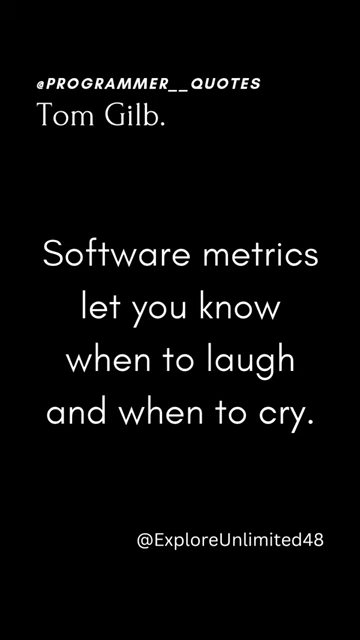 @PROGRAMMER__QUOTES
Tom Gilb.
Software metrics
let you know
when to laugh
and when to cry.
@ExploreUnlimited48